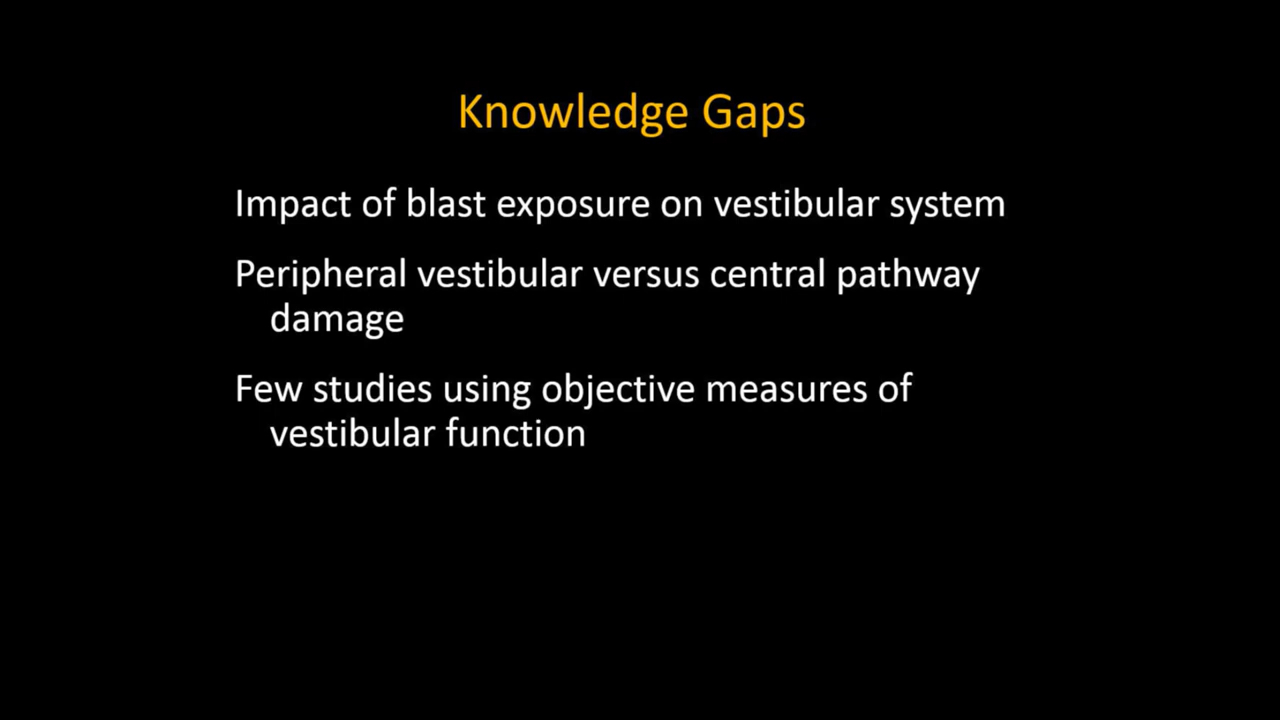 Knowledge Gaps
Impact of blast exposure on vestibular system
Peripheral vestibular versus central pathway
damage
Few studies using objective measures of
vestibular function